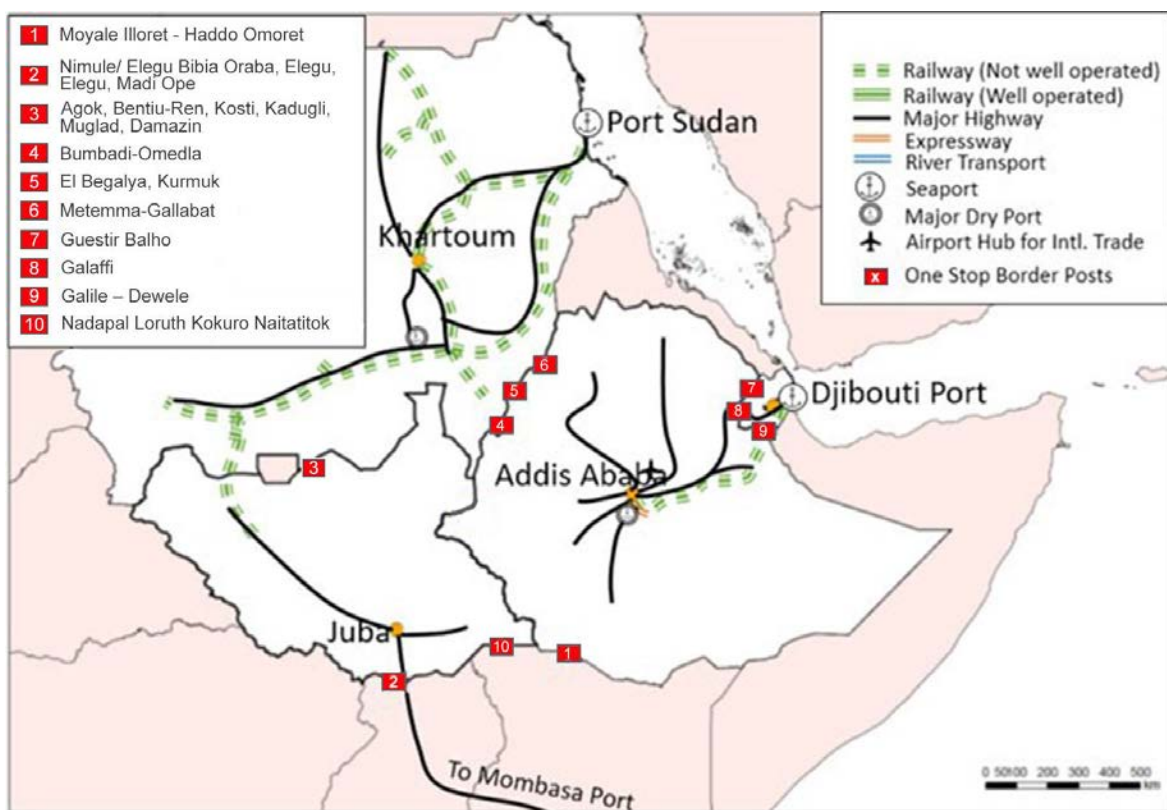 1 Moyale Illoret - Haddo Omoret
2 Nimule/ Elegu Bibia Oraba, Elegu,
Elegu, Madi Ope
3 Agok, Bentiu-Ren, Kosti, Kadugli,
Muglad, Damazin
4 Bumbadi-Omedla
5 El Begalya, Kurmuk
6 Metemma-Gallabat
7 Guestir Balho
8 Galaffi
9 Galile – Dewele
10 Nadapal Loruth Kokuro Naitatitok
Railway (Not well operated)
Railway (Well operated)
Major Highway
Expressway
River Transport
Seaport
Major Dry Port
Airport Hub for Intl. Trade
x One Stop Border Posts
Port Sudan
Khartoum
6
5
7
Djibouti Port
8
4
9
3
Addis Ababa
Juba
10
1
2
To Mombasa Port
0 50100 200 300 400 500
km